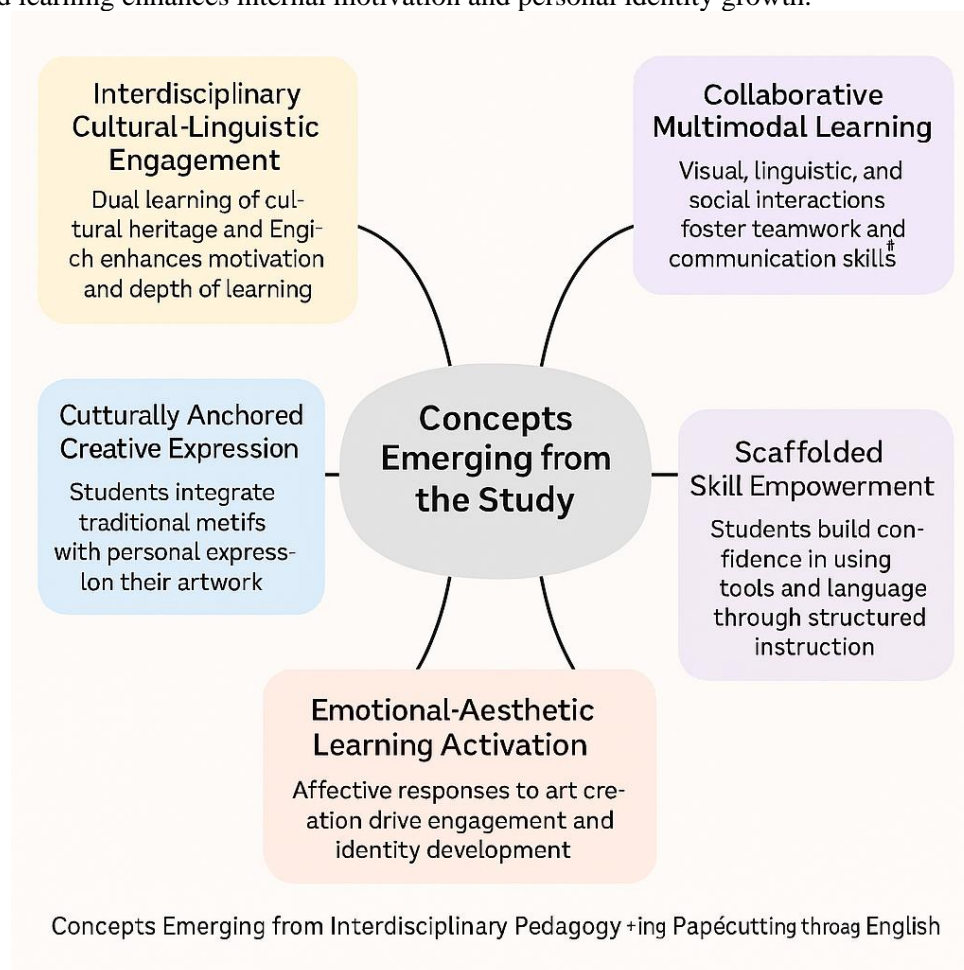 d learning enhances internal motivation and personal identity growth.
Interdisciplinary
Cultural-Linguistic
Engagement
Dual learning of cul-
tural heritage and Engi-
ch enhances motivation
and depth of learning
Collaborative
Multimodal Learning
Visual, linguistic, and
social interactions
foster teamwork and
communication skills#
Cutturally Anchored
Creative Expression
Students integrate
traditional motifs
with personal express-
lon their artwork
Concepts
Emerging from
the Study
Scaffolded
Skill Empowerment
Students build con-
fidence in using
tools and language
through structured
instruction
Emotional-Aesthetic
Learning Activation
Affective responses to art cre-
ation drive engagement and
identity development
Concepts Emerging from Interdisciplinary Pedagogy +ing Papécutting throag English